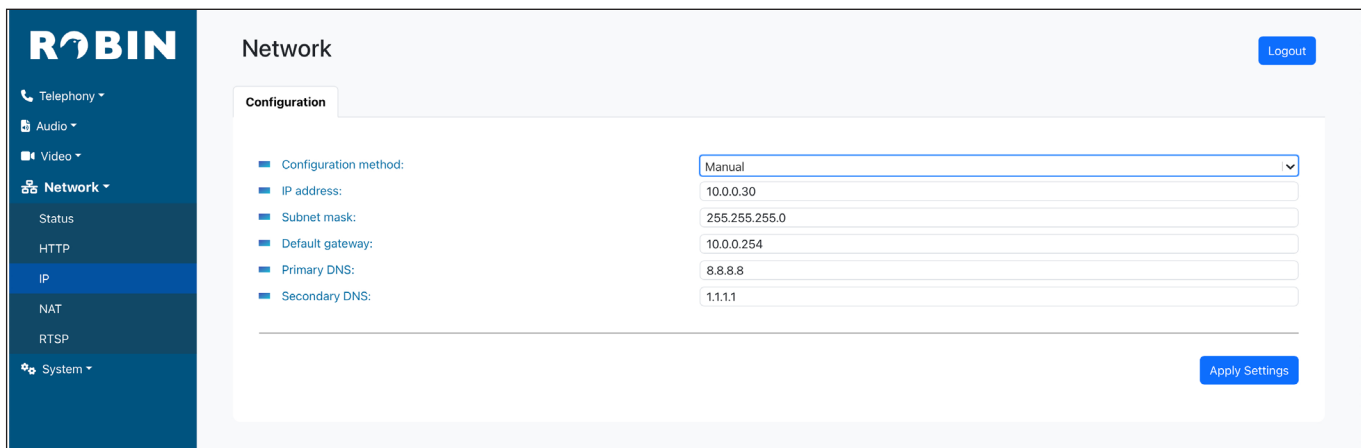 ROBIN
Telephony
Audio
Video
Network
Status
HTTP
IP
NAT
RTSP
System
Network
Logout
Configuration
Configuration method: Manual
IP address: 10.0.0.30
Subnet mask: 255.255.255.0
Default gateway: 10.0.0.254
Primary DNS: 8.8.8.8
Secondary DNS: 1.1.1.1
Apply Settings